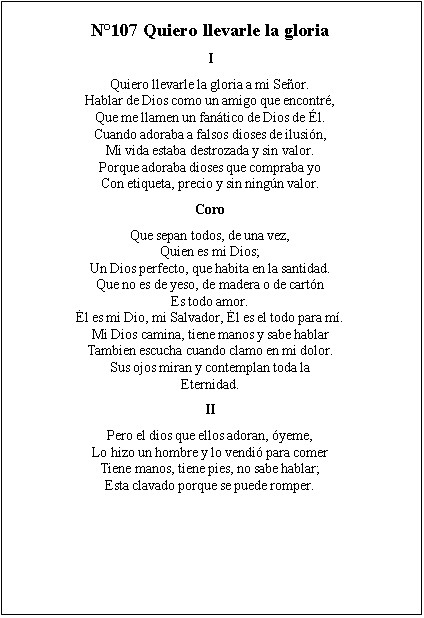 N°107 Quiero llevarle la gloria
I
Quiero llevarle la gloria a mi Señor.
Hablar de Dios como un amigo que encontré,
Que me llamen un fanático de Dios de Él.
Cuando adoraba a falsos dioses de ilusión,
Mi vida estaba destrozada y sin valor.
Porque adoraba dioses que compraba yo
Con etiqueta, precio y sin ningún valor.
Coro
Que sepan todos, de una vez,
Quien es mi Dios;
Un Dios perfecto, que habita en la santidad.
Que no es de yeso, de madera o de cartón
Es todo amor.
Él es mi Dio, mi Salvador, Él es el todo para mí.
Mi Dios camina, tiene manos y sabe hablar
Tambien escucha cuando clamo en mi dolor.
Sus ojos miran y contemplan toda la
Eternidad.
II
Pero el dios que ellos adoran, óyeme,
Lo hizo un hombre y lo vendió para comer
Tiene manos, tiene pies, no sabe hablar;
Esta clavado porque se puede romper.